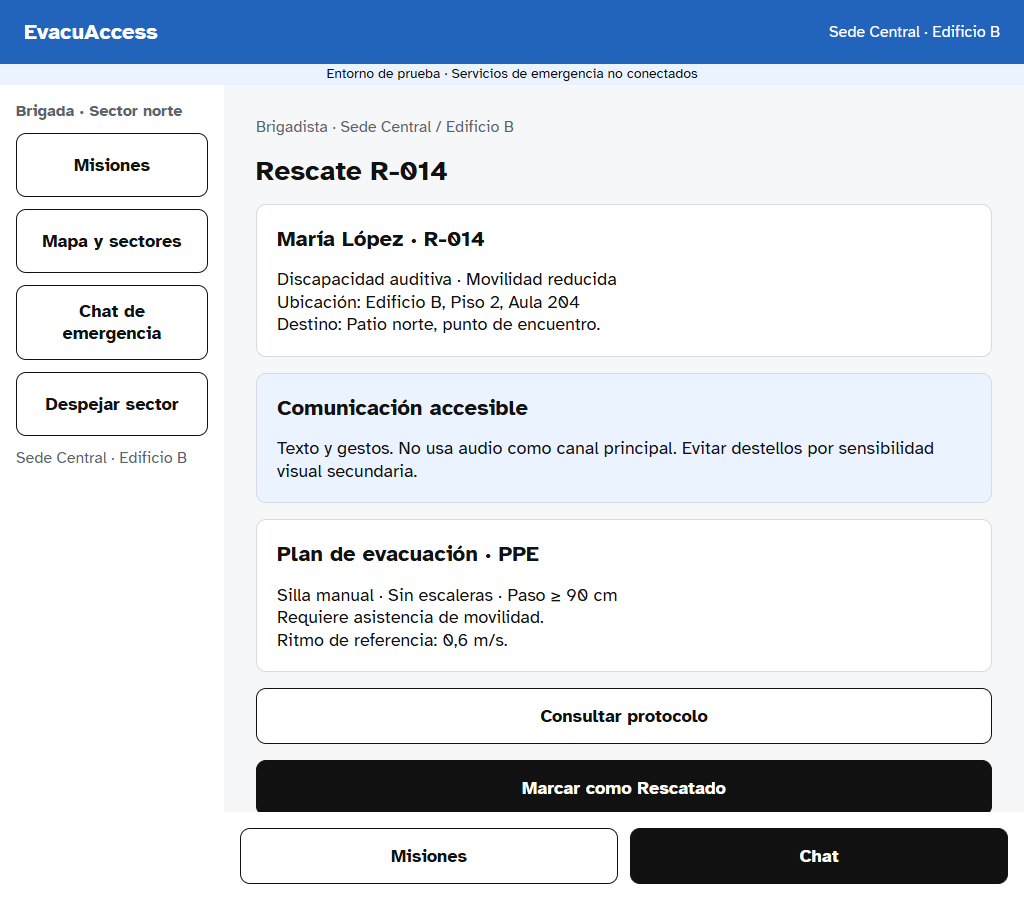 EvacuAccess
Sede Central · Edificio B
Entorno de prueba · Servicios de emergencia no conectados
Brigada · Sector norte
Misiones
Mapa y sectores
Chat de
emergencia
Despejar sector
Sede Central · Edificio B
Brigadista · Sede Central / Edificio B
Rescate R-014
María López · R-014
Discapacidad auditiva · Movilidad reducida
Ubicación: Edificio B, Piso 2, Aula 204
Destino: Patio norte, punto de encuentro.
Comunicación accesible
Texto y gestos. No usa audio como canal principal. Evitar destellos por sensibilidad
visual secundaria.
Plan de evacuación · PPE
Silla manual · Sin escaleras · Paso ≥ 90 cm
Requiere asistencia de movilidad.
Ritmo de referencia: 0,6 m/s.
Consultar protocolo
Marcar como Rescatado
Misiones
Chat